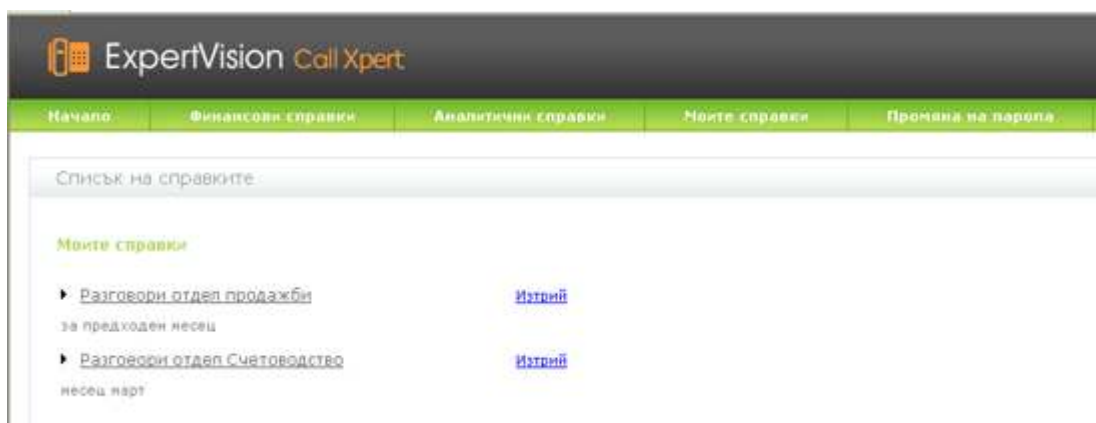 ExpertVision Call Xpert
Начало Финансови справки Аналитични справки Моите справки Промяна на парола
Списък на справките
Моите справки
Разговори отдел продажби Изтрий
за предходен месец
Разговори отдел Счетоводство Изтрий
месец март